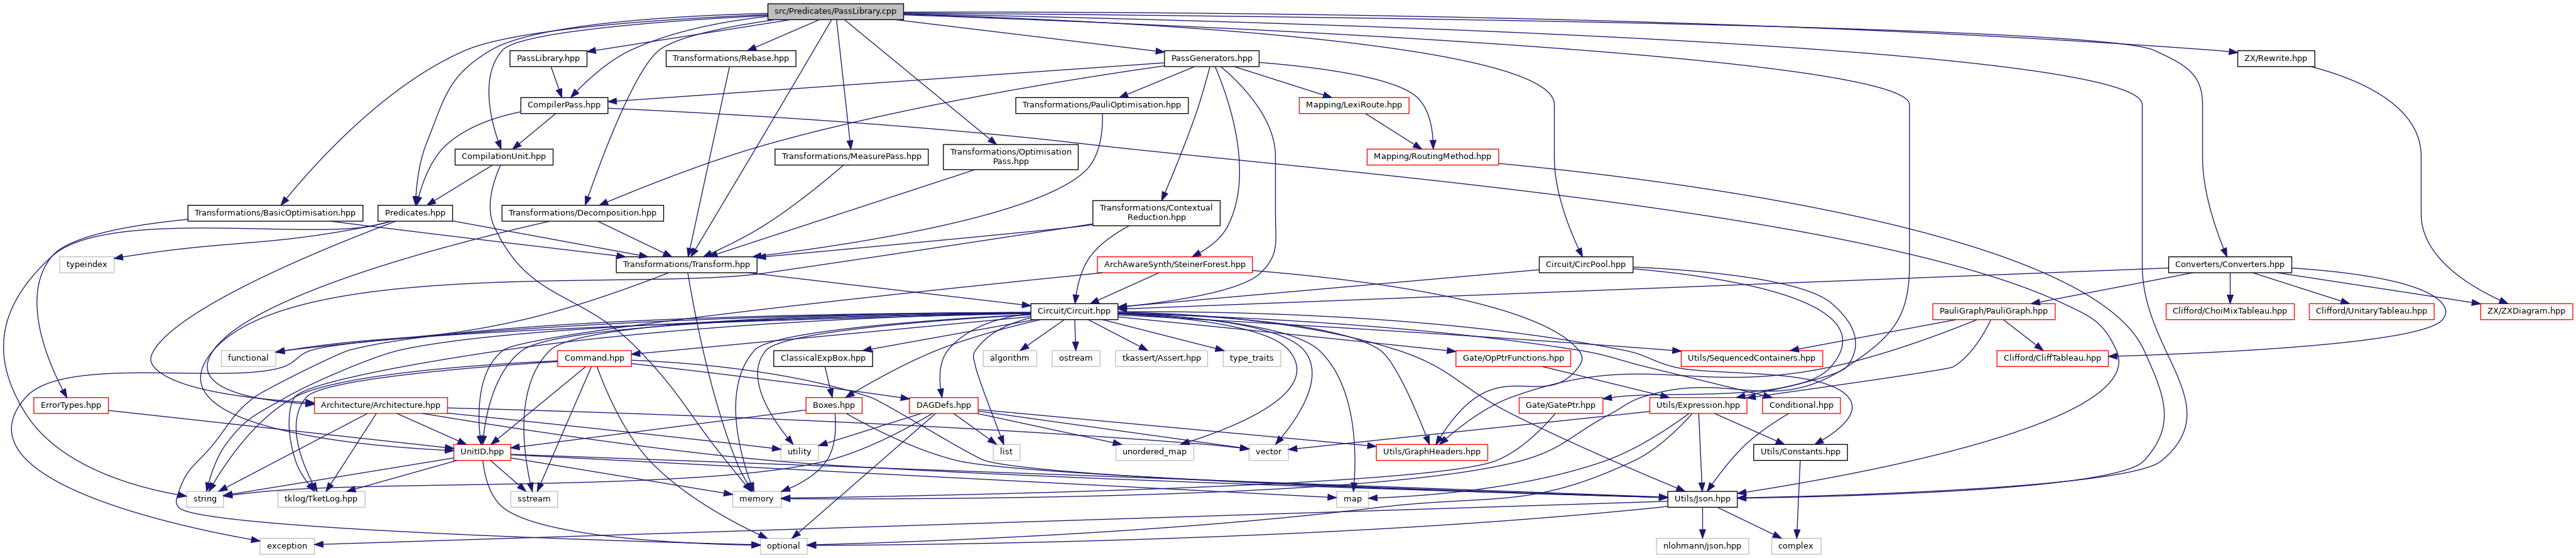 src/Predicates/PassLibrary.cpp
PassLibrary.hpp
Transformations/Rebase.hpp
PassGenerators.hpp
ZX/Rewrite.hpp
CompilerPass.hpp
Transformations/PauliOptimisation.hpp
Mapping/LexiRoute.hpp
CompilationUnit.hpp
Transformations/MeasurePass.hpp
Transformations/Optimisation
Pass.hpp
Mapping/RoutingMethod.hpp
Transformations/BasicOptimisation.hpp
Predicates.hpp
Transformations/Decomposition.hpp
Transformations/Contextual
Reduction.hpp
typeindex
Transformations/Transform.hpp
ArchAwareSynth/SteinerForest.hpp
Circuit/CircPool.hpp
Converters/Converters.hpp
Circuit/Circuit.hpp
PauliGraph/PauliGraph.hpp
Clifford/ChoiMixTableau.hpp
Clifford/UnitaryTableau.hpp
ZX/ZXDiagram.hpp
functional
Command.hpp
ClassicalExpBox.hpp
algorithm
ostream
tkassert/Assert.hpp
type_traits
Gate/OpPtrFunctions.hpp
Utils/SequencedContainers.hpp
Clifford/CliffTableau.hpp
ErrorTypes.hpp
Architecture/Architecture.hpp
Boxes.hpp
DAGDefs.hpp
Gate/GatePtr.hpp
Utils/Expression.hpp
Conditional.hpp
UnitID.hpp
utility
list
unordered_map
vector
Utils/GraphHeaders.hpp
Utils/Constants.hpp
string
tklog/TketLog.hpp
sstream
memory
map
Utils/Json.hpp
exception
optional
nlohmann/json.hpp
complex